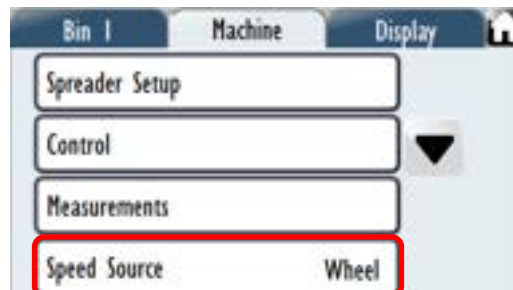 Bin 1 Machine Display
Spreader Setup
Control
Measurements
Speed Source Wheel